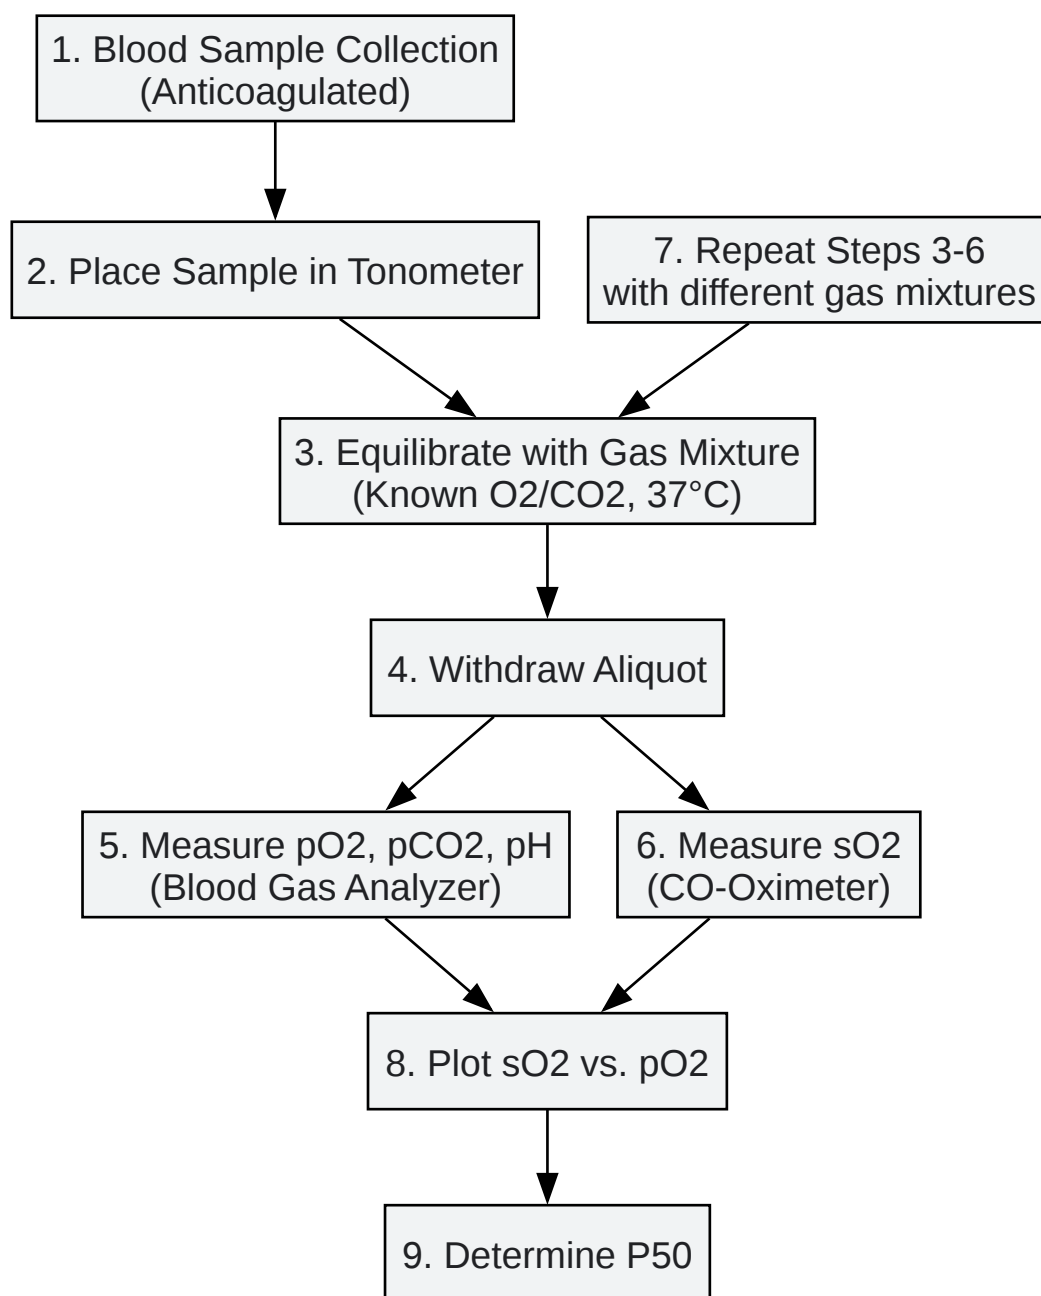 1. Blood Sample Collection
(Anticoagulated)
2. Place Sample in Tonometer
7. Repeat Steps 3-6
with different gas mixtures
3. Equilibrate with Gas Mixture
(Known O2/CO2, 37°C)
4. Withdraw Aliquot
5. Measure pO2, pCO2, pH
(Blood Gas Analyzer)
6. Measure sO2
(CO-Oximeter)
8. Plot sO2 vs. pO2
9. Determine P50